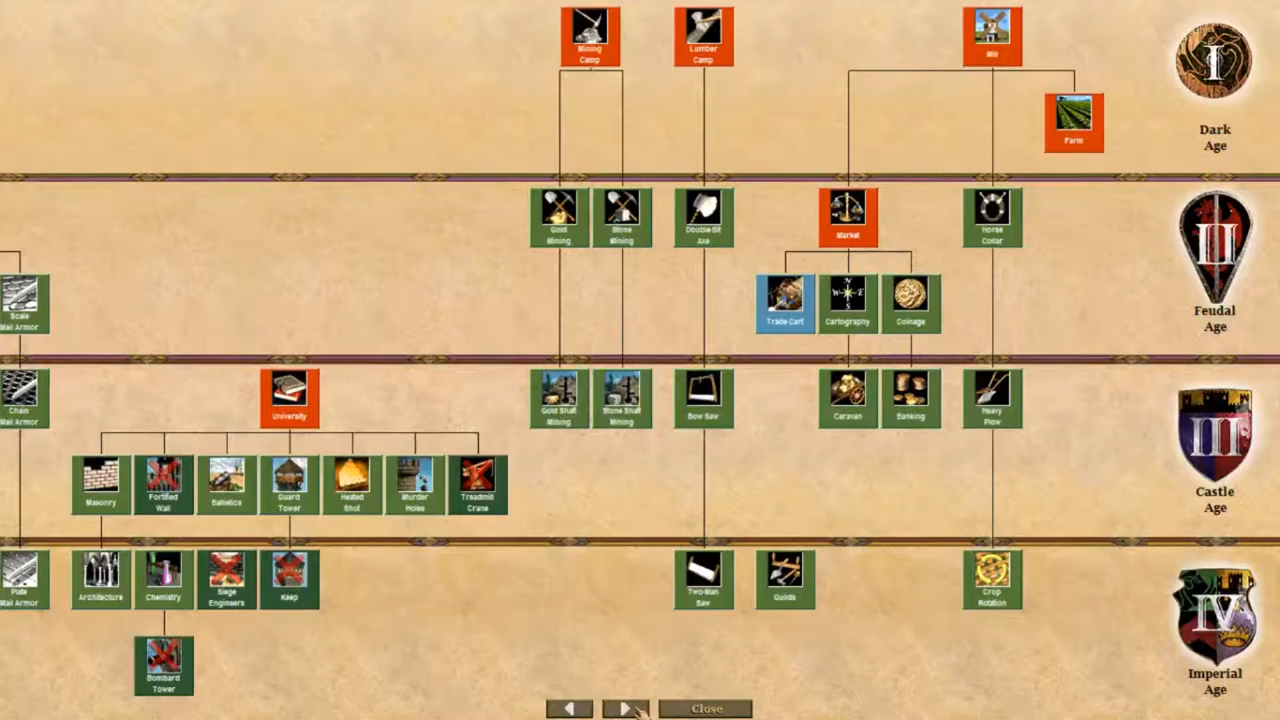 Mining
Camp
Lumber
Camp
Mill
Farm
I
Dark
Age
Gold
Mining
Stone
Mining
Double-Bit
Axe
Market
Horse
Collar
II
Scale
Mail Armor
Trade Cart
N
W E
S
Cartography
Coinage
Feudal
Age
Chain
Mail Armor
University
Gold Shaft
Mining
Stone Shaft
Mining
Bow Saw
Caravan
Banking
Heavy
Plow
III
Masonry
Fortified
Wall
Ballistics
Guard
Tower
Heated
Shot
Murder
Holes
Treadmill
Crane
Castle
Age
Plate
Mail Armor
Architecture
Chemistry
Siege
Engineers
Keep
Two-Man
Saw
Guilds
Crop
Rotation
IV
Bombard
Tower
Imperial
Age
Close